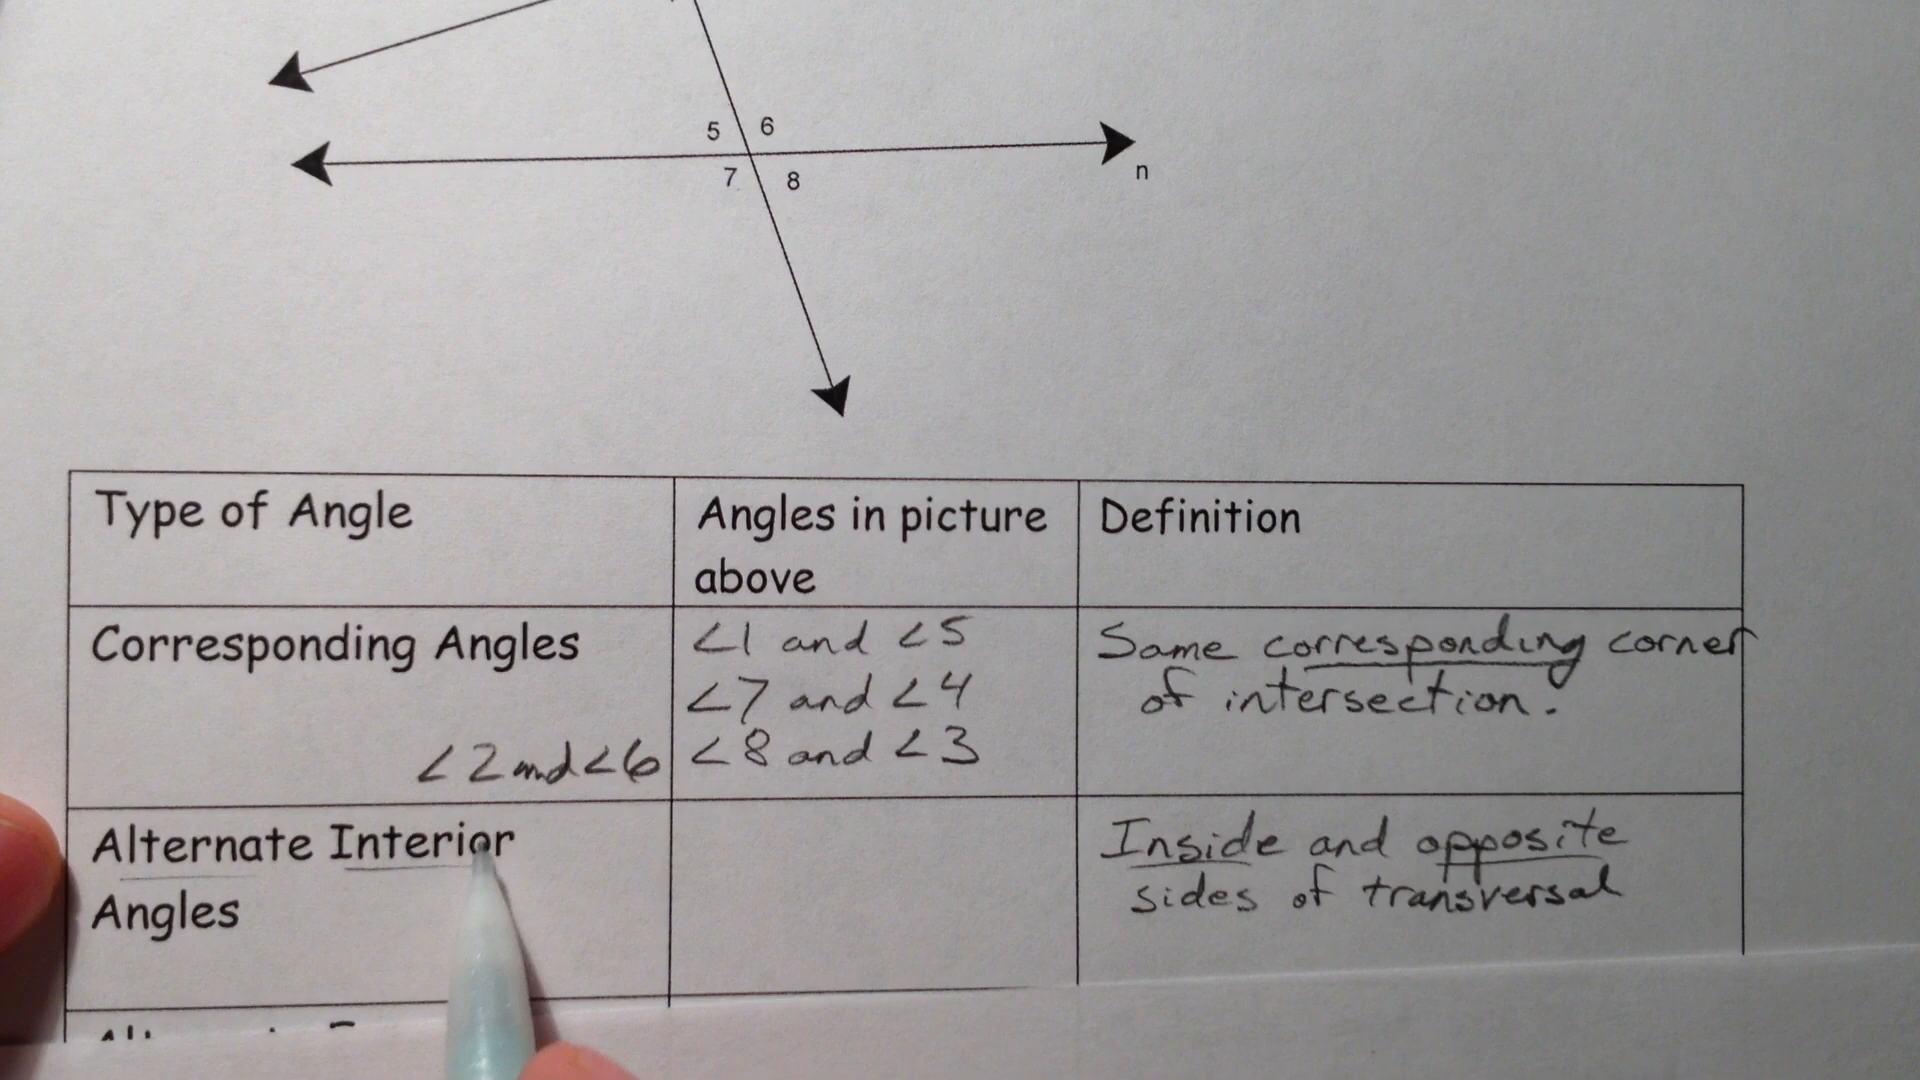 5 6
7 8
n
Type of Angle
Angles in picture
above
Definition
Corresponding Angles
<2 and <6
<1 and <5
<7 and <4
<8 and <3
Same corresponding corner
of intersection.
Alternate Interior
Angles
Inside and opposite
sides of transversal